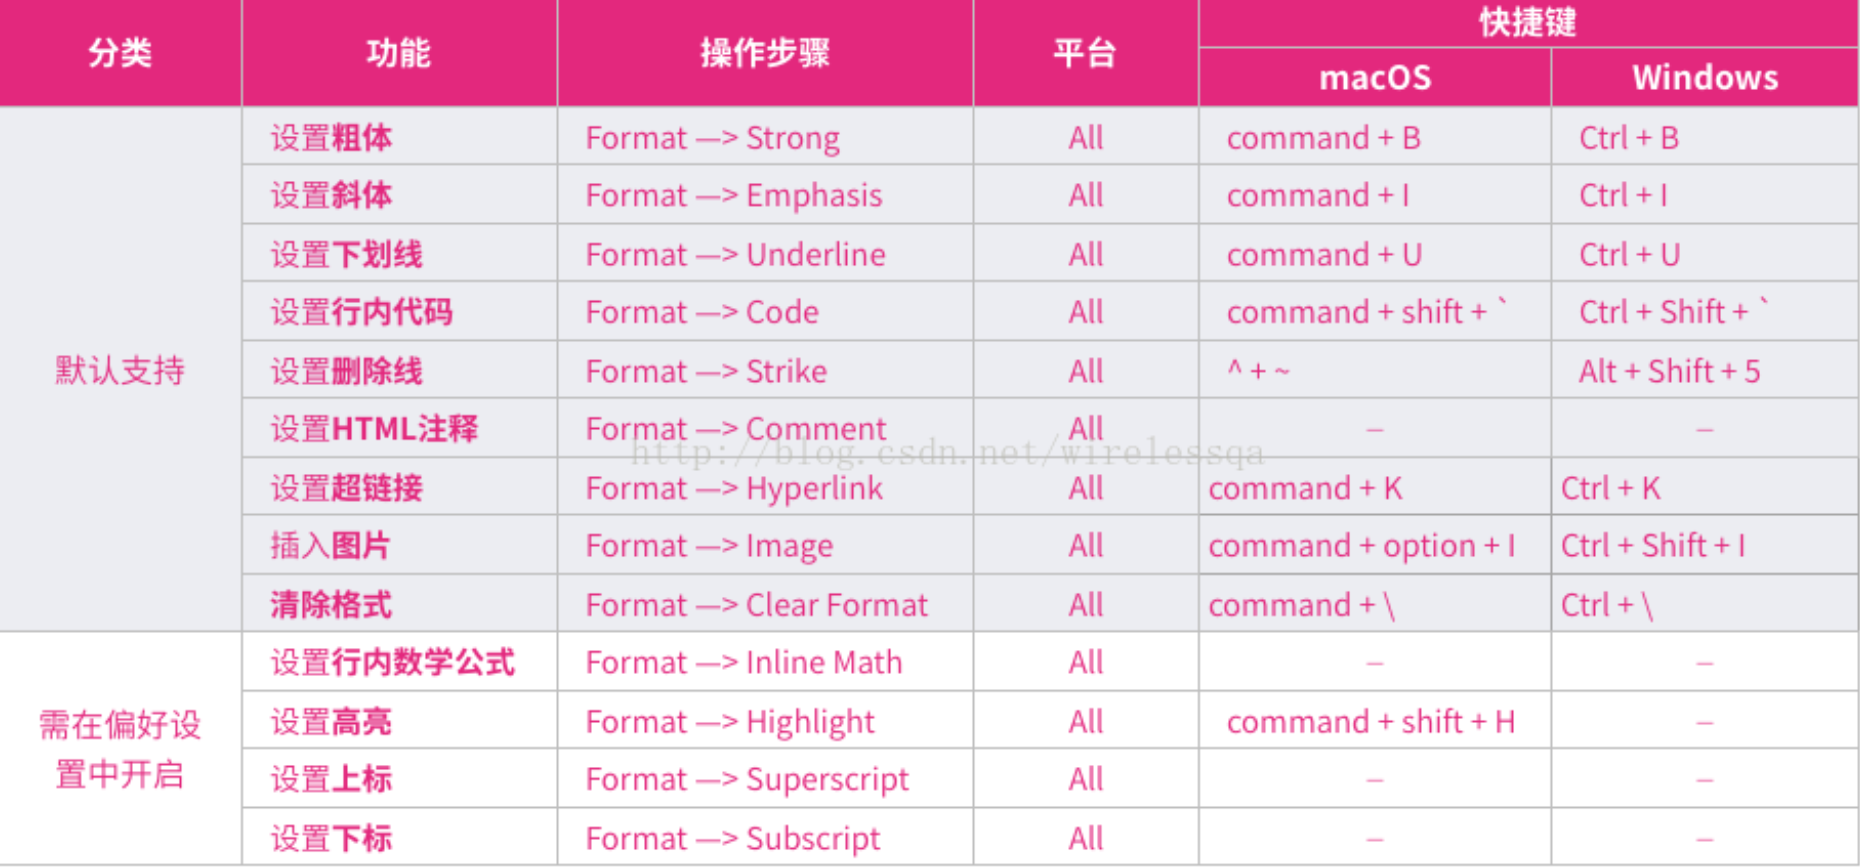 分类 功能 操作步骤 平台 快捷键
macOS Windows
默认支持
设置粗体 Format —> Strong All command + B Ctrl + B
设置斜体 Format —> Emphasis All command + I Ctrl + I
设置下划线 Format —> Underline All command + U Ctrl + U
设置行内代码 Format —> Code All command + shift + ` Ctrl + Shift + `
设置删除线 Format —> Strike All ^ + ~ Alt + Shift + 5
设置HTML注释 Format —> Comment All – –
http://blog.csdn.net/wirelessqa
设置超链接 Format —> Hyperlink All command + K Ctrl + K
插入图片 Format —> Image All command + option + I Ctrl + Shift + I
清除格式 Format —> Clear Format All command + \ Ctrl + \
需在偏好设
置中开启
设置行内数学公式 Format —> Inline Math All – –
设置高亮 Format —> Highlight All command + shift + H –
设置上标 Format —> Superscript All – –
设置下标 Format —> Subscript All – –